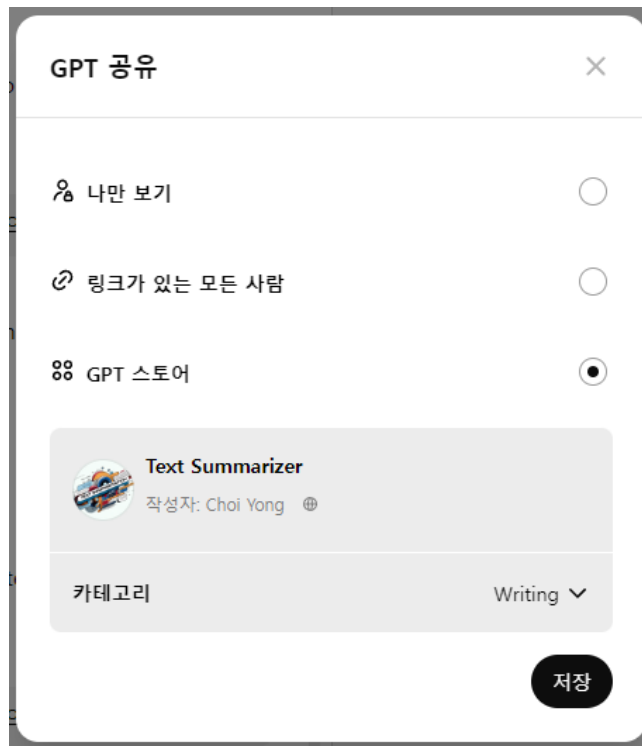 GPT 공유
나만 보기
링크가 있는 모든 사람
GPT 스토어
Text Summarizer
작성자: Choi Yong
카테고리
Writing
저장